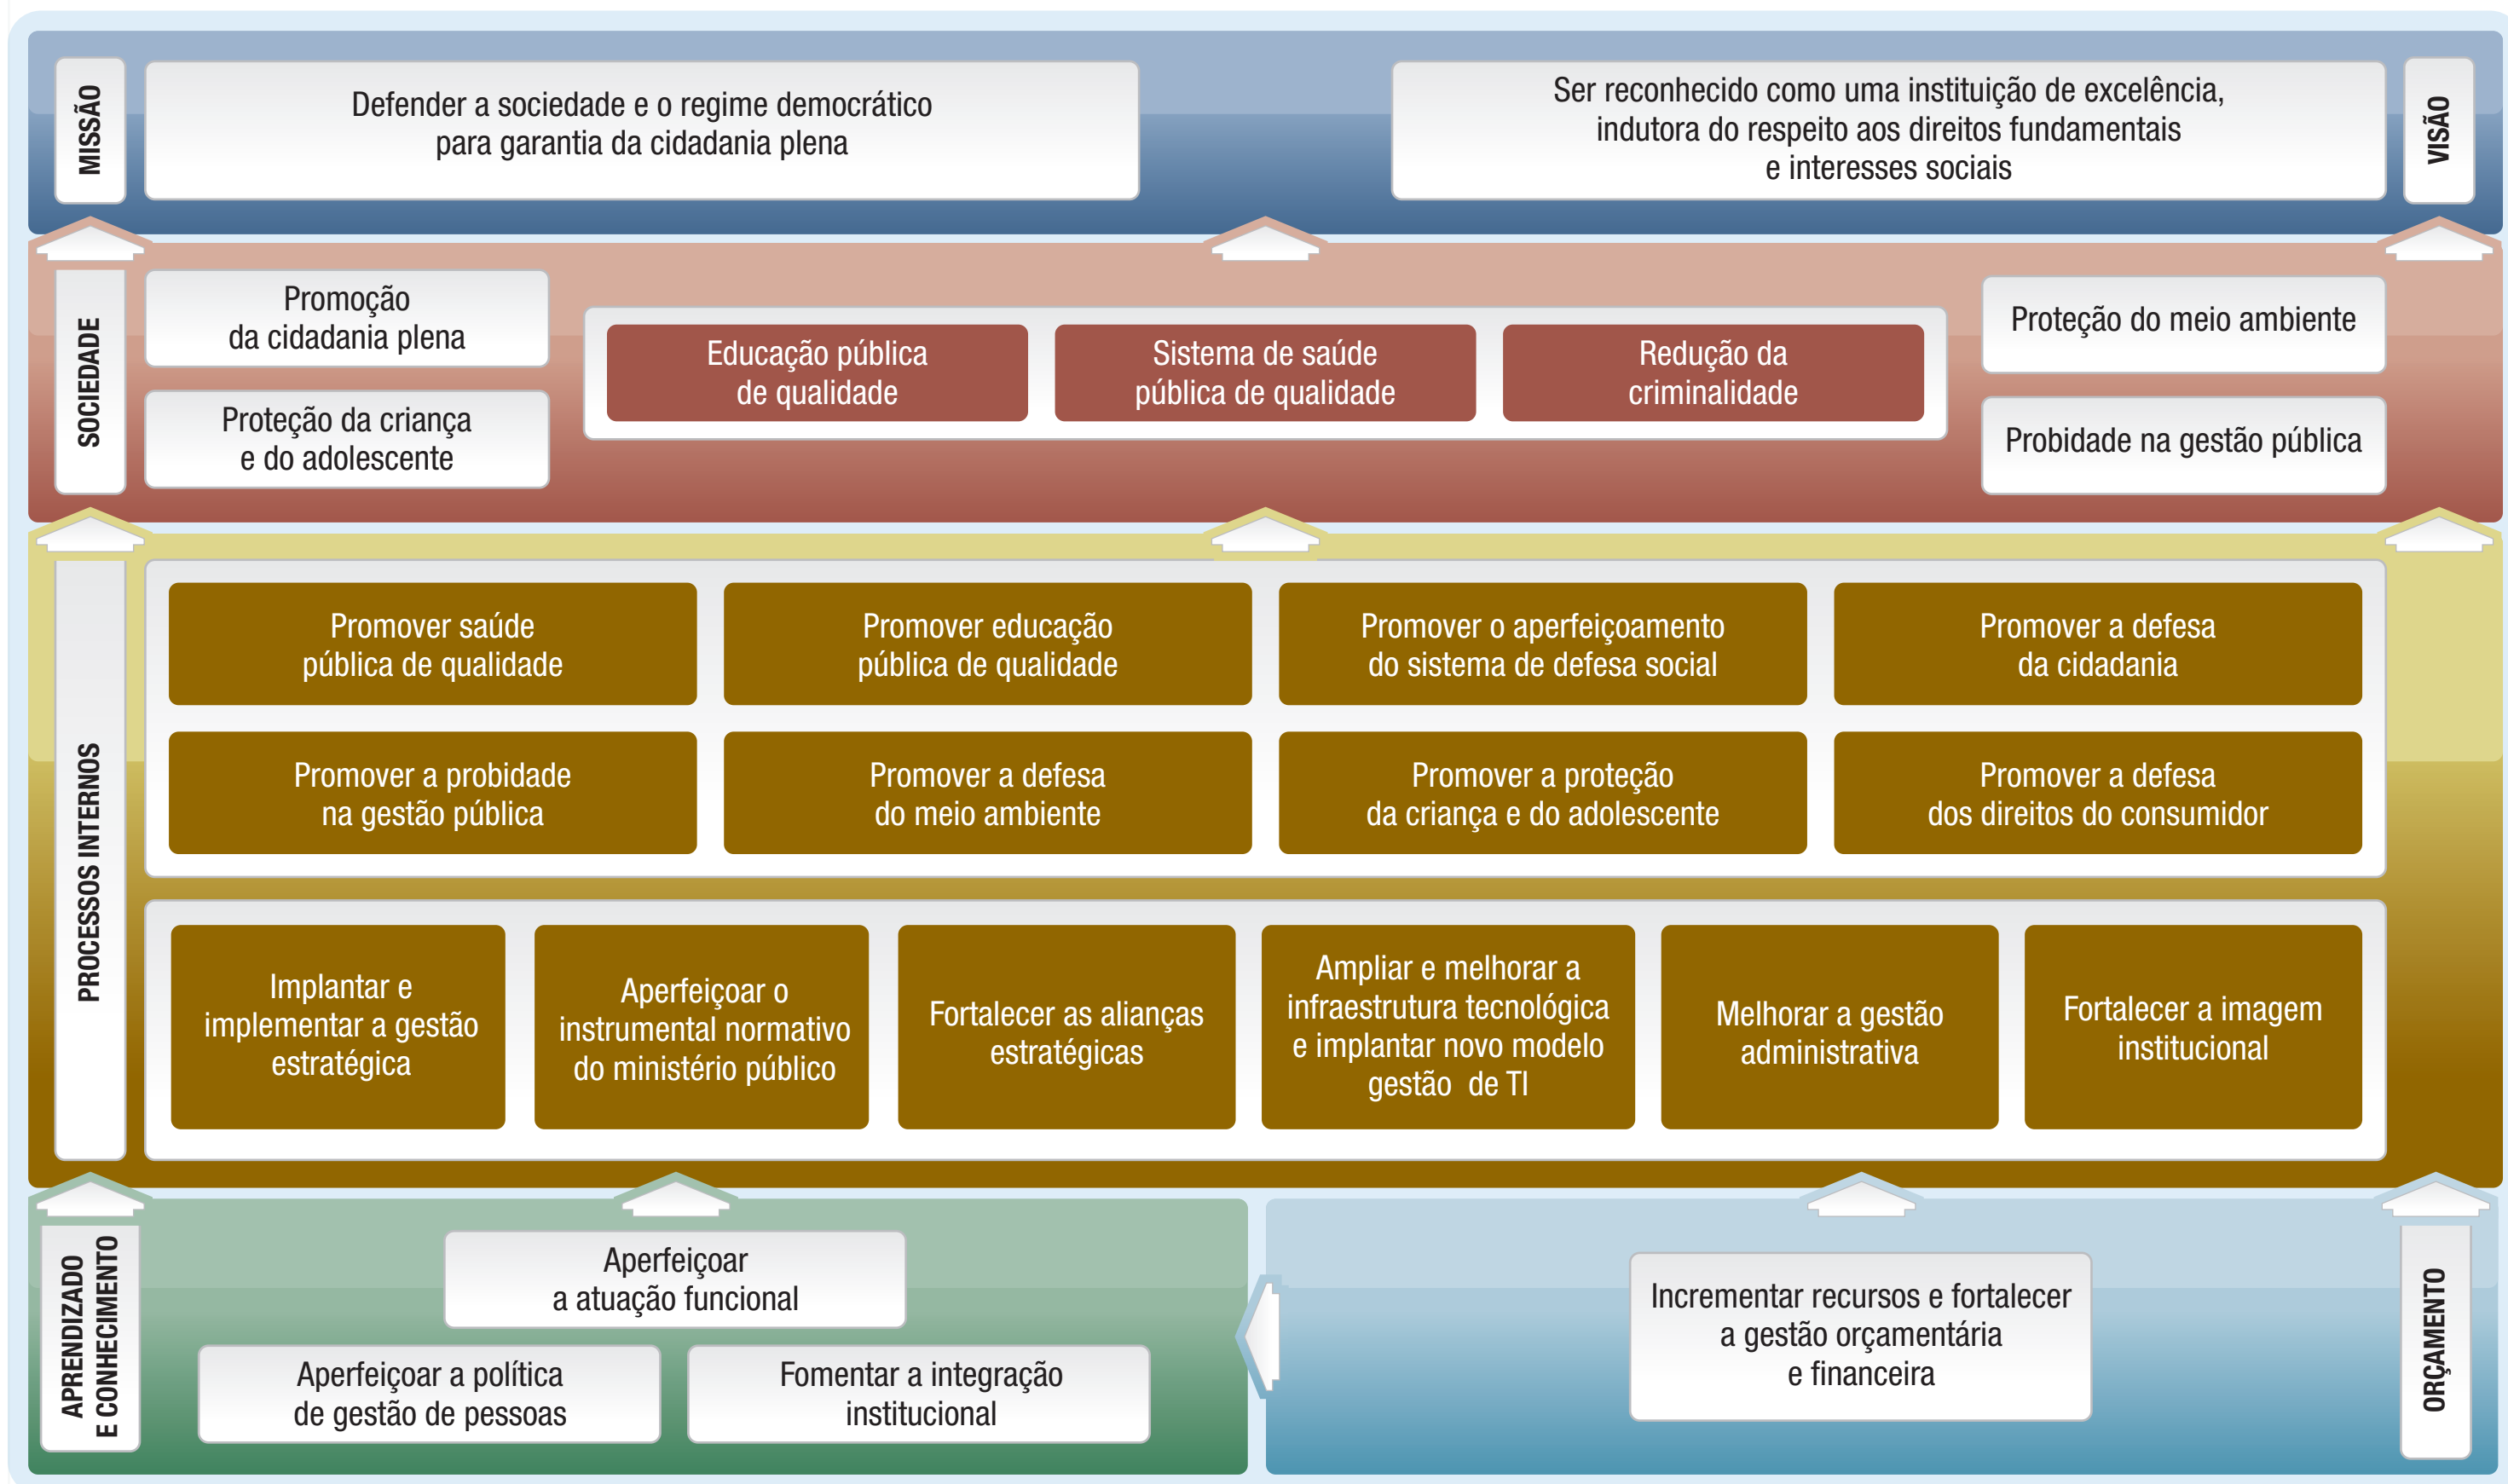 MISSÃO
Defender a sociedade e o regime democrático
para garantia da cidadania plena
Ser reconhecido como uma instituição de excelência,
indutora do respeito aos direitos fundamentais
e interesses sociais
VISÃO
SOCIEDADE
Promoção
da cidadania plena
Proteção da criança
e do adolescente
Educação pública
de qualidade
Sistema de saúde
pública de qualidade
Redução da
criminalidade
Proteção do meio ambiente
Probidade na gestão pública
PROCESSOS INTERNOS
Promover saúde
pública de qualidade
Promover educação
pública de qualidade
Promover o aperfeiçoamento
do sistema de defesa social
Promover a defesa
da cidadania
Promover a probidade
na gestão pública
Promover a defesa
do meio ambiente
Promover a proteção
da criança e do adolescente
Promover a defesa
dos direitos do consumidor
Implantar e
implementar a gestão
estratégica
Aperfeiçoar o
instrumental normativo
do ministério público
Fortalecer as alianças
estratégicas
Ampliar e melhorar a
infraestrutura tecnológica
e implantar novo modelo
gestão de TI
Melhorar a gestão
administrativa
Fortalecer a imagem
institucional
APRENDIZADO
E CONHECIMENTO
Aperfeiçoar
a atuação funcional
Aperfeiçoar a política
de gestão de pessoas
Fomentar a integração
institucional
Incrementar recursos e fortalecer
a gestão orçamentária
e financeira
ORÇAMENTO